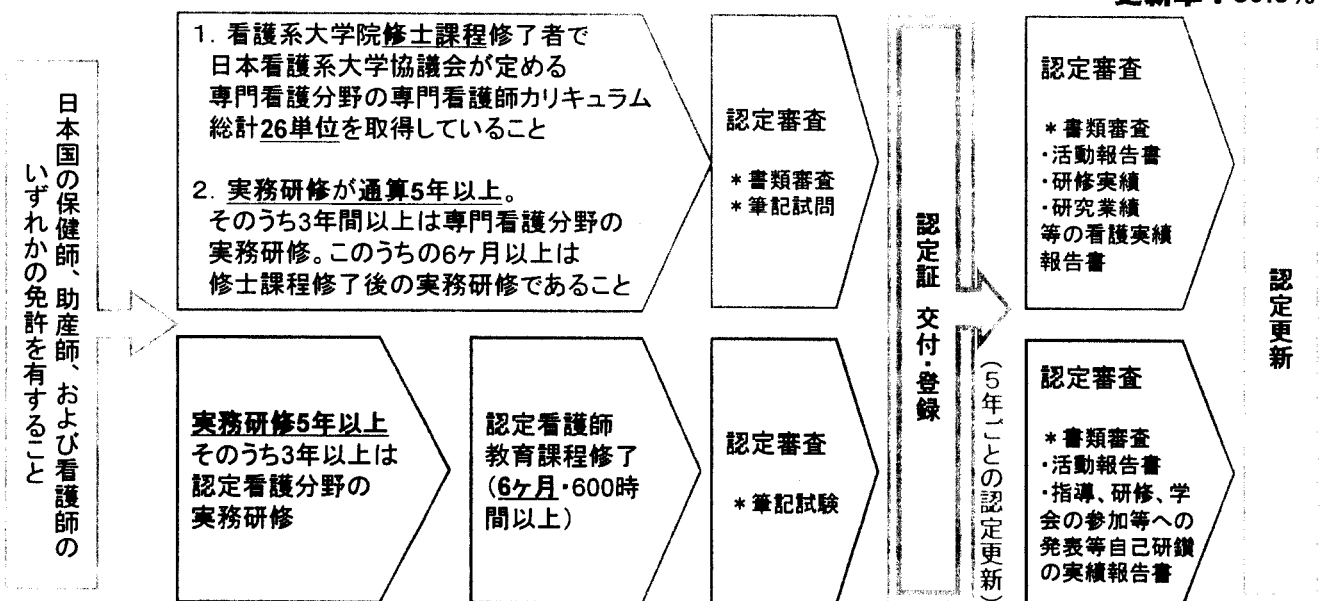 日本国の保健師、助産師、および看護師の
いずれかの免許を有すること
1. 看護系大学院修士課程修了者で
日本看護系大学協議会が定める
専門看護分野の専門看護師カリキュラム
総計26単位を取得していること
2. 実務研修が通算5年以上。
そのうち3年間以上は専門看護分野の
実務研修。このうちの6ヶ月以上は
修士課程修了後の実務研修であること
認定審査
*書類審査
*筆記試問
実務研修5年以上
そのうち3年以上は
認定看護分野の
実務研修
認定看護師
教育課程修了
(6ヶ月・600時
間以上)
認定審査
*筆記試験
認定証 交付・登録
(5年ごとの認定更新)
認定審査
*書類審査
・活動報告書
・研修実績
・研究業績
等の看護実績
報告書
認定審査
*書類審査
・活動報告書
・指導、研修、学
会の参加等への
発表等自己研鑽
の実績報告書
認定更新